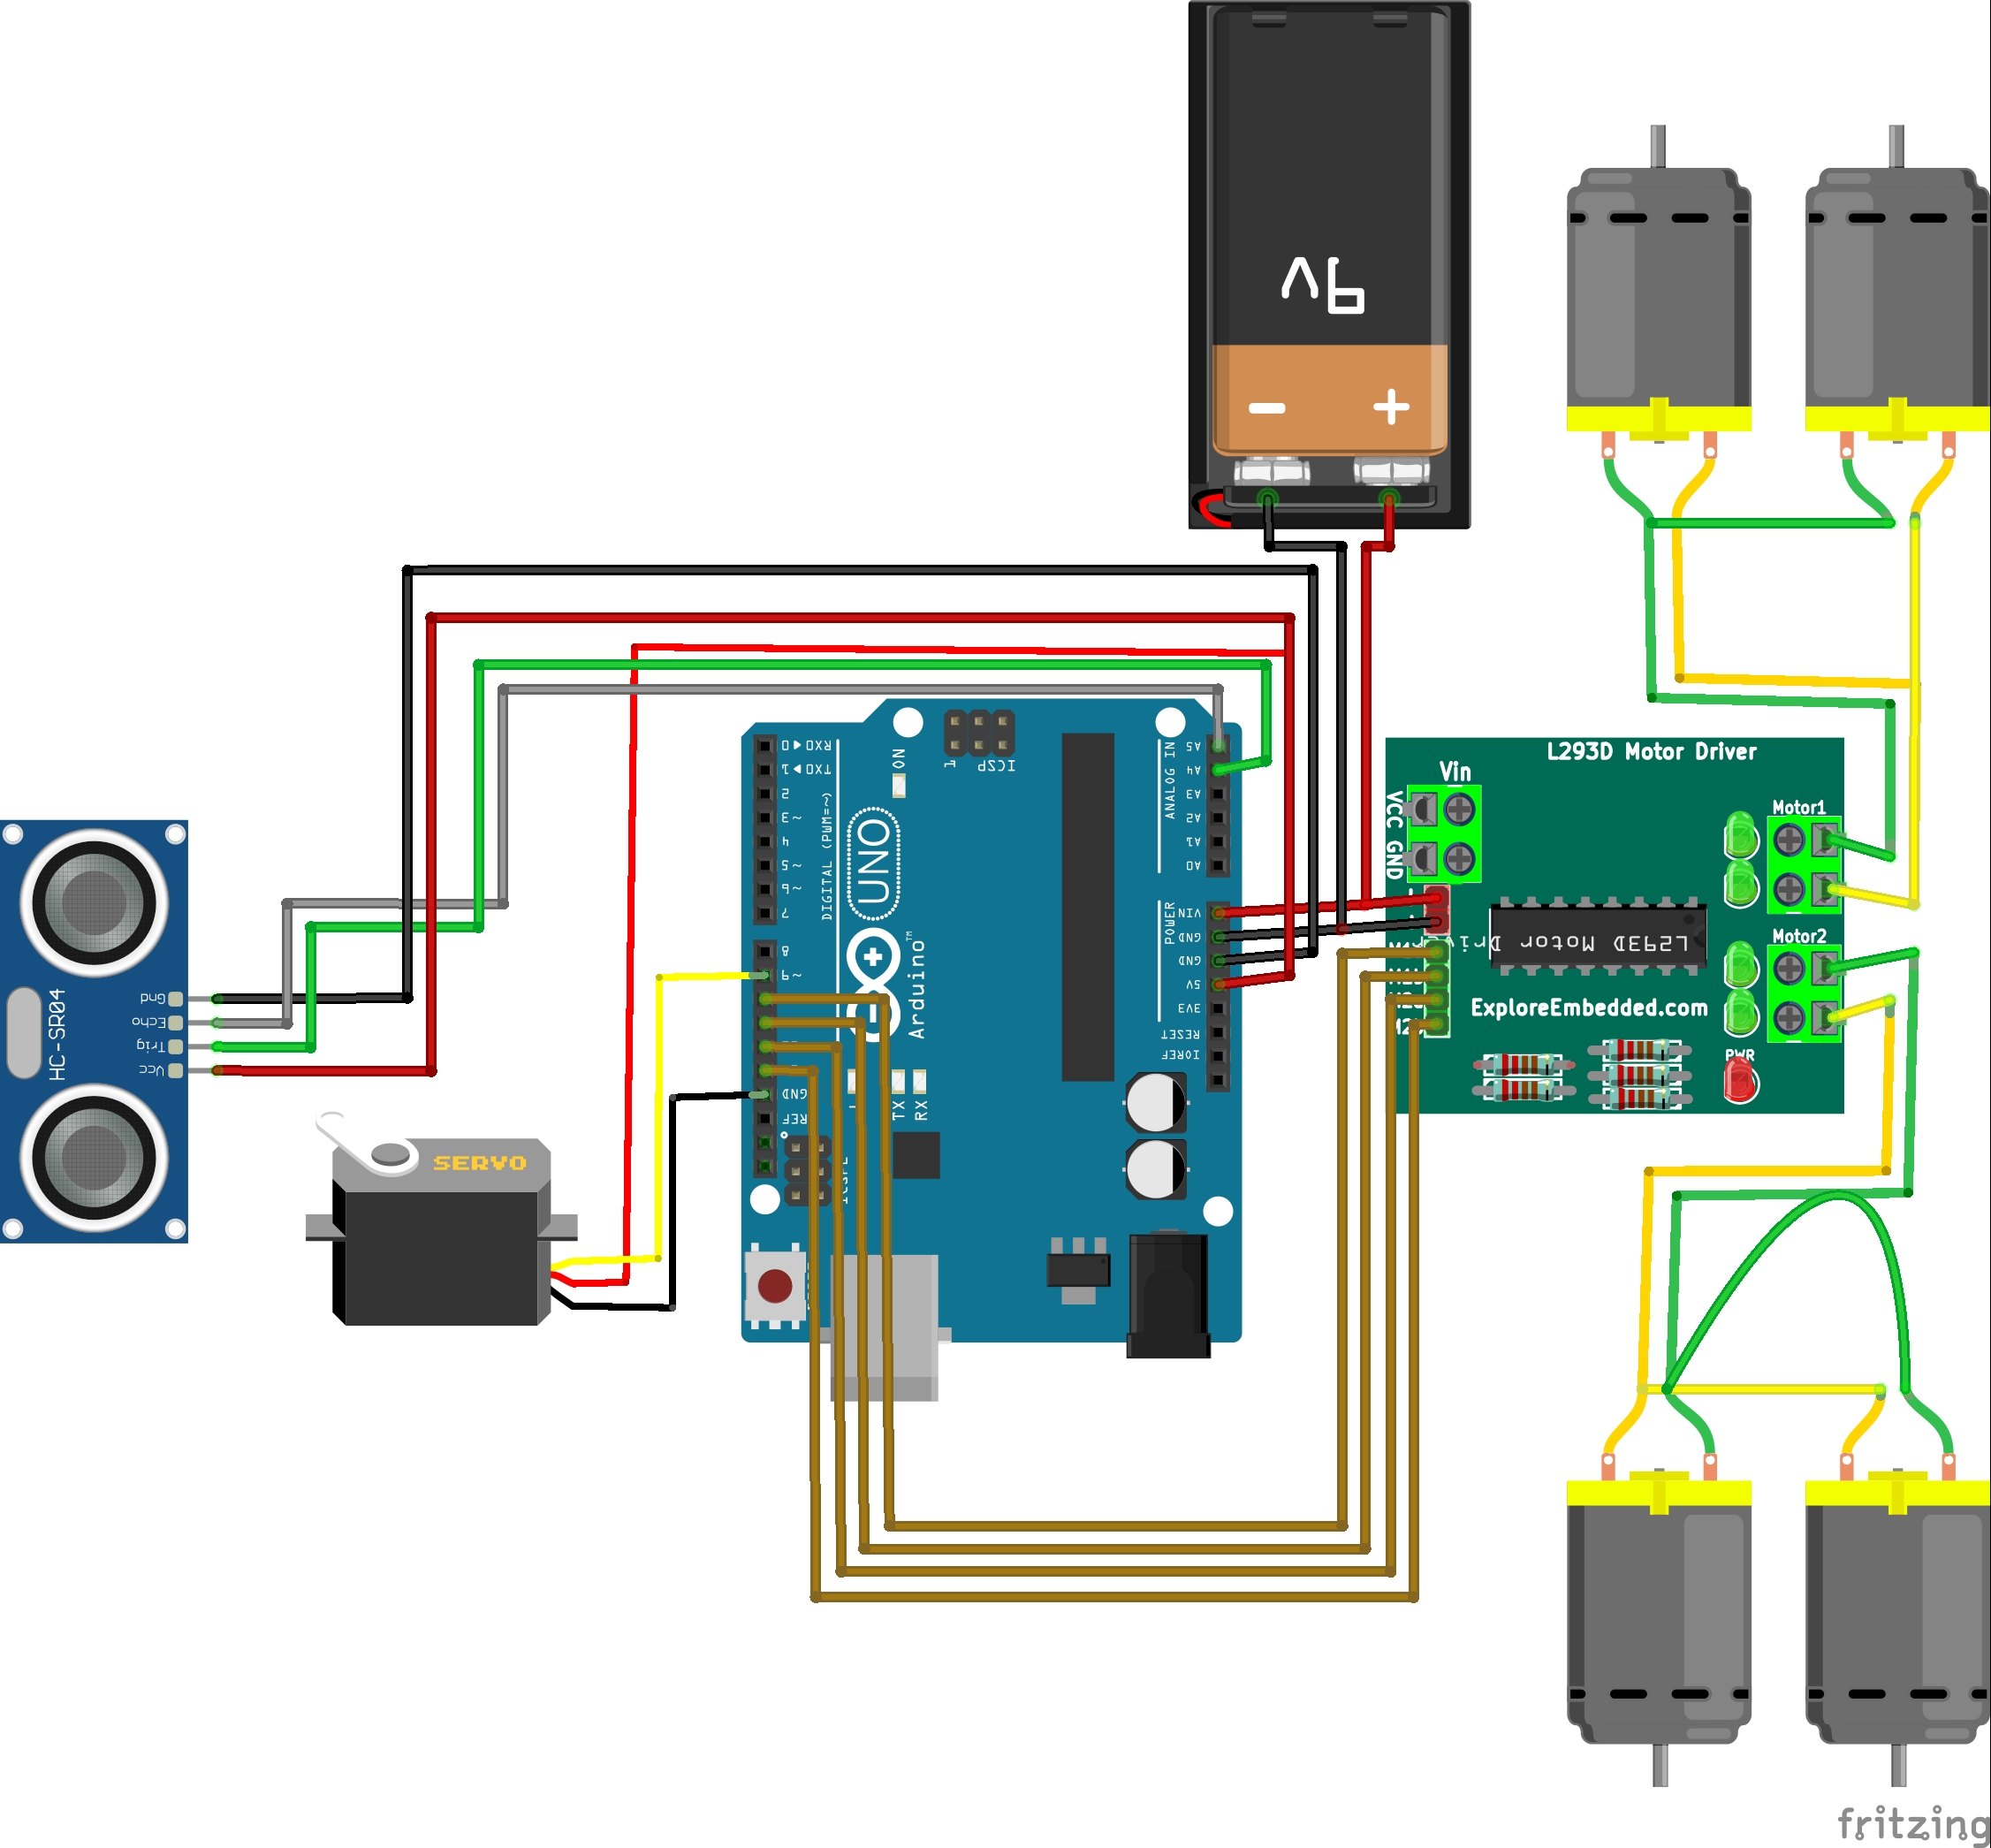 9V
L293D Motor Driver
Vin
VCC
GND
Motor1
Motor2
L293D Motor Driv
ExploreEmbedded.com
PWR
HC-SR04
Gnd
Echo
Trig
Vcc
SERVO
ON
1
ICSP
RX0 ◀ 0
TX0 ▶ 1
2
~ 3
4
~ 5
~ 6
7
8
~ 9
GND
REF
DIGITAL (PWM=~)
UNO
Arduino™
TX
RX
ANALOG IN
A5
A4
A3
A2
A1
A0
POWER
VIN
GND
GND
5V
3V3
RESET
IOREF
fritzing